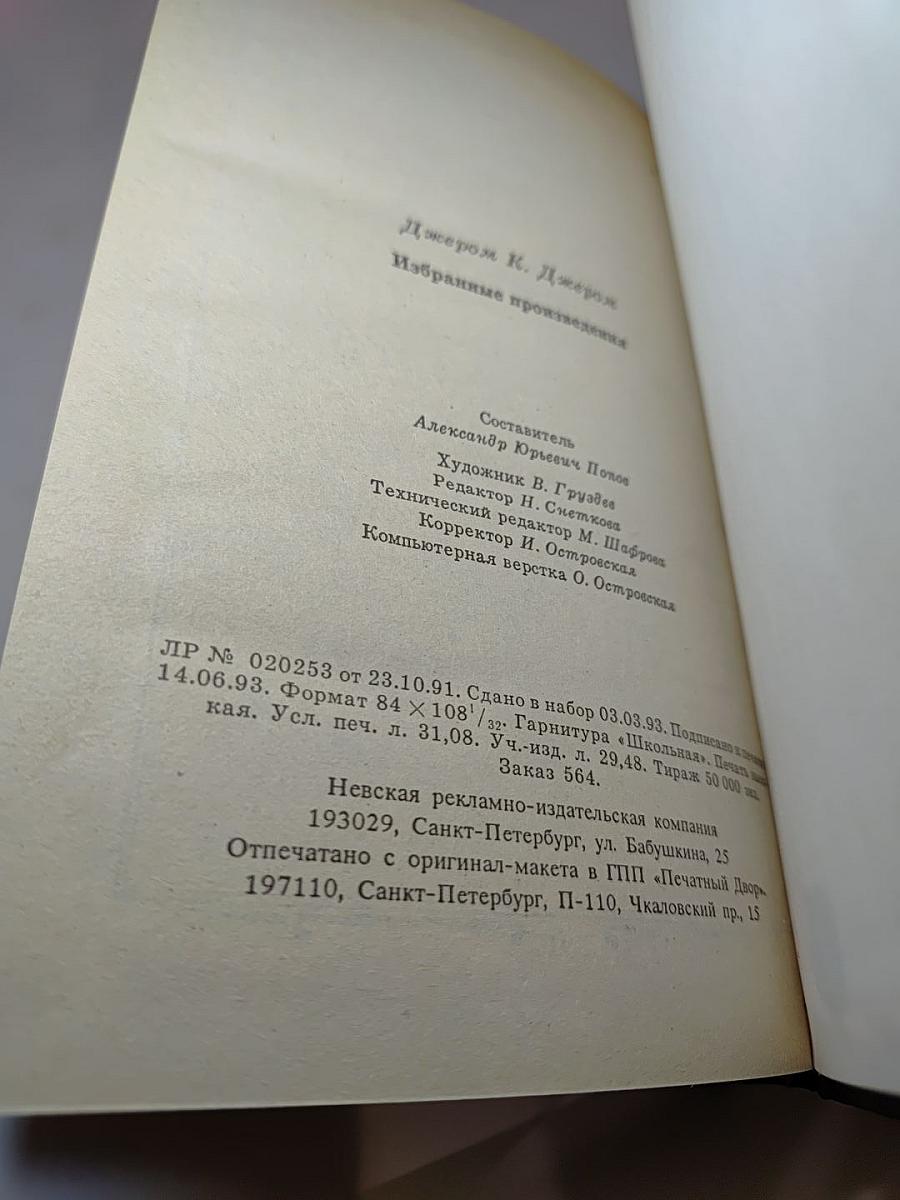 Джером К. Джером
Избранные произведения
Составитель
Александр Юрьевич Попов
Художник В. Груздев
Редактор Н. Снеткова
Технический редактор М. Шафрова
Корректор И. Островская
Компьютерная верстка О. Островская
ЛР № 020253 от 23.10.91. Сдано в набор 03.03.93. Подписано к печати
14.06.93. Формат 84×108 1/32. Гарнитура «Школьная». Печать
кая. Усл. печ. л. 31,08. Уч.-изд. л. 29,48. Тираж 50 000 экз.
Заказ 564.
Невская рекламно-издательская компания
193029, Санкт-Петербург, ул. Бабушкина, 25
Отпечатано с оригинал-макета в ГПП «Печатный Двор».
197110, Санкт-Петербург, П-110, Чкаловский пр., 15